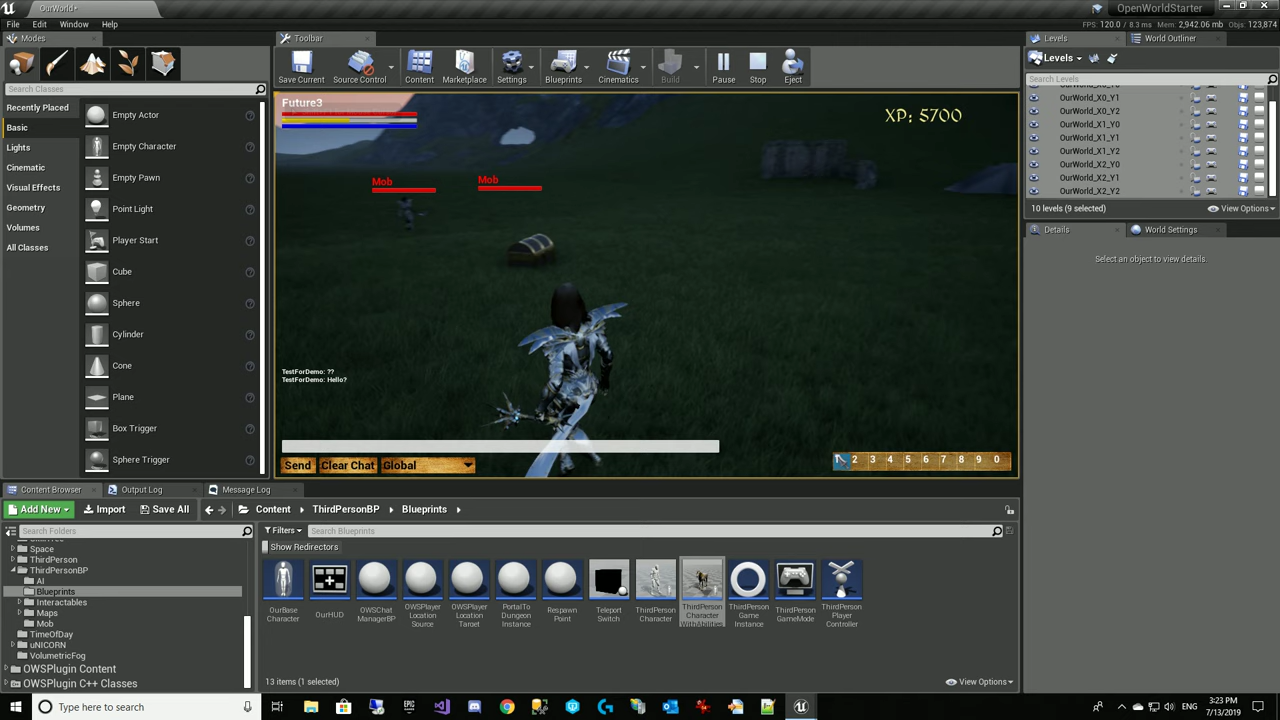 OurWorld*
OpenWorldStarter
File Edit Window Help
FPS: 120.0 / 8.3 ms Mem: 2,942.06 mb Objs: 123,874
Modes
Toolbar
Levels
World Outliner
Save Current
Source Control
Content
Marketplace
Settings
Blueprints
Cinematics
Build
Pause
Stop
Eject
Levels
Search Classes
Search Levels
Recently Placed
Basic
Lights
Cinematic
Visual Effects
Geometry
Volumes
All Classes
Empty Actor
Empty Character
Empty Pawn
Point Light
Player Start
Cube
Sphere
Cylinder
Cone
Plane
Box Trigger
Sphere Trigger
Future3
XP: 5700
Mob
Mob
TestForDemo: ??
TestForDemo: Hello?
Send
Clear Chat
Global
1 2 3 4 5 6 7 8 9 0
OurWorld_X0_Y1
OurWorld_X0_Y2
OurWorld_X1_Y0
OurWorld_X1_Y1
OurWorld_X1_Y2
OurWorld_X2_Y0
OurWorld_X2_Y1
OurWorld_X2_Y2
10 levels (9 selected)
View Options
Details
World Settings
Select an object to view details.
Content Browser
Output Log
Message Log
Add New
Import
Save All
Content
ThirdPersonBP
Blueprints
Search Folders
Filters
Search Blueprints
Show Redirectors
Space
ThirdPerson
ThirdPersonBP
AI
Blueprints
Interactables
Maps
Mob
TimeOfDay
uNICORN
VolumetricFog
OWSPlugin Content
OWSPlugin C++ Classes
OurBase
Character
OurHUD
OWSChat
ManagerBP
OWSPlayer
Location
Source
OWSPlayer
Location
Target
PortalTo
Dungeon
Instance
Respawn
Point
Teleport
Switch
ThirdPerson
Character
ThirdPerson
Character
WithAbilities
ThirdPerson
Game
Instance
ThirdPerson
GameMode
ThirdPerson
Player
Controller
13 items (1 selected)
View Options
Type here to search
3:23 PM
7/13/2019